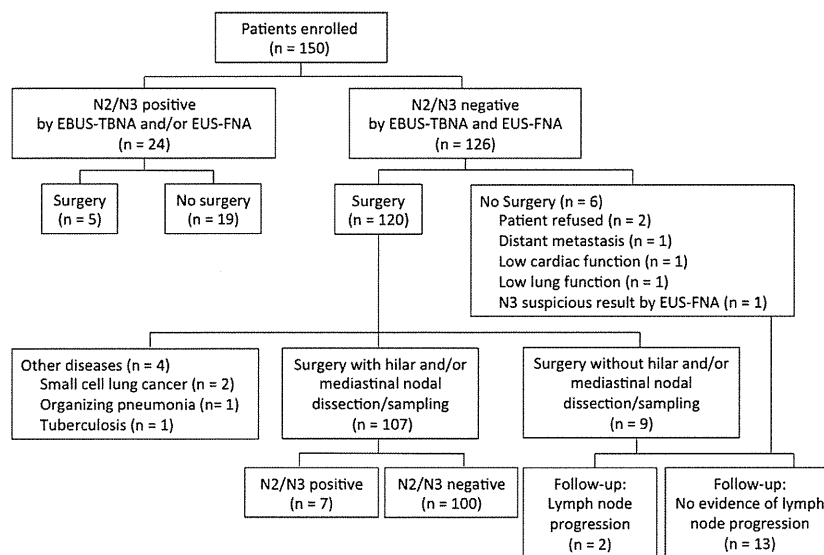 Patients enrolled
(n = 150)
N2/N3 positive
by EBUS-TBNA and/or EUS-FNA
(n = 24)
N2/N3 negative
by EBUS-TBNA and EUS-FNA
(n = 126)
Surgery
(n = 5)
No surgery
(n = 19)
Surgery
(n = 120)
No Surgery (n = 6)
Patient refused (n = 2)
Distant metastasis (n = 1)
Low cardiac function (n = 1)
Low lung function (n = 1)
N3 suspicious result by EUS-FNA (n = 1)
Other diseases (n = 4)
Small cell lung cancer (n = 2)
Organizing pneumonia (n= 1)
Tuberculosis (n = 1)
Surgery with hilar and/or
mediastinal nodal
dissection/sampling
(n = 107)
Surgery without hilar and/or
mediastinal nodal
dissection/sampling
(n = 9)
N2/N3 positive
(n = 7)
N2/N3 negative
(n = 100)
Follow-up:
Lymph node
progression
(n = 2)
Follow-up:
No evidence of lymph
node progression
(n = 13)